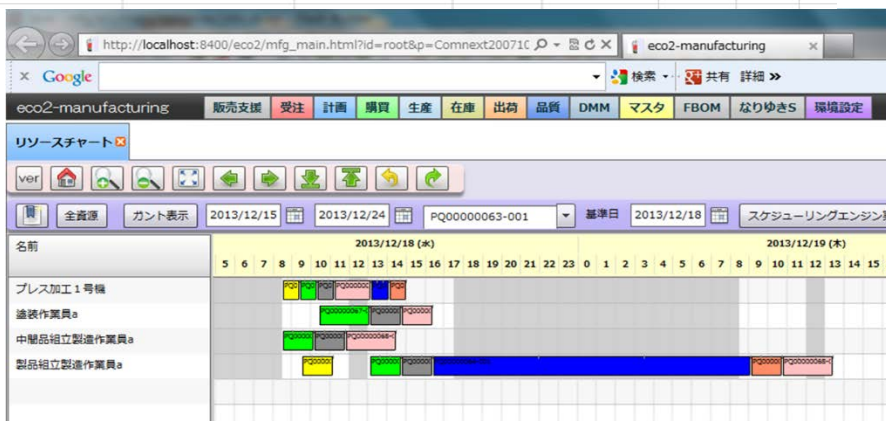 http://localhost:8400/eco2/mfg_main.html?id=root&p=Comnext200710
eco2-manufacturing
× Google
検索
共有
詳細 »
eco2-manufacturing 販売支援 受注 計画 購買 生産 在庫 出荷 品質 DMM マスタ FBOM なりゆきS 環境設定
リソースチャート
ver
全資源 ガント表示 2013/12/15 2013/12/24 PQ00000063-001 基準日 2013/12/18 スケジューリングエンジン
名前 2013/12/18 (水) 2013/12/19 (木)
5 6 7 8 9 10 11 12 13 14 15 16 17 18 19 20 21 22 23 0 1 2 3 4 5 6 7 8 9 10 11 12 13 14 15
プレス加工1号機
塗装作業員a
中間品組立製造作業員a
製品組立製造作業員a